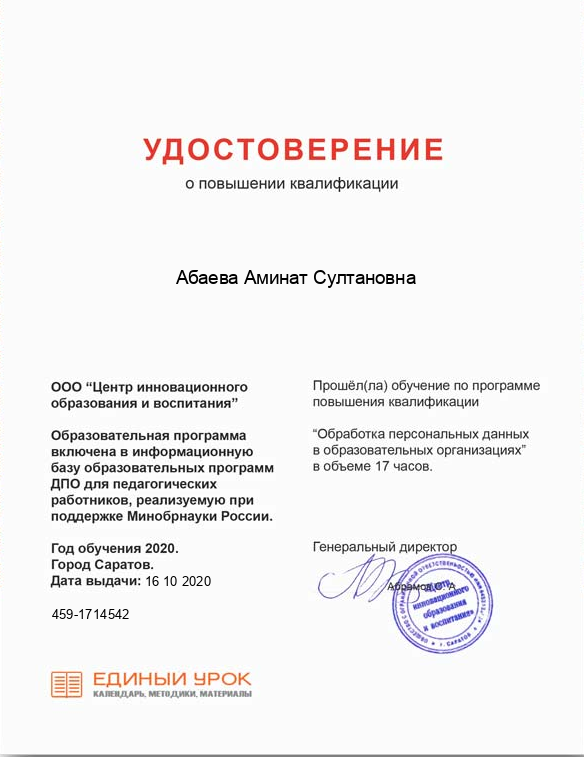 УДОСТОВЕРЕНИЕ
о повышении квалификации
Абаева Аминат Султановна
ООО “Центр инновационного
образования и воспитания”
Образовательная программа
включена в информационную
базу образовательных программ
ДПО для педагогических
работников, реализуемую при
поддержке Минобрнауки России.
Год обучения 2020.
Город Саратов.
Дата выдачи: 16 10 2020
459-1714542
Прошёл(ла) обучение по программе
повышения квалификации
“Обработка персональных данных
в образовательных организациях”
в объеме 17 часов.
Генеральный директор
Абрамов С. А.
инновационного
образования
и воспитания»
г. САРАТОВ
ЕДИНЫЙ УРОК
КАЛЕНДАРЬ, МЕТОДИКИ, МАТЕРИАЛЫ